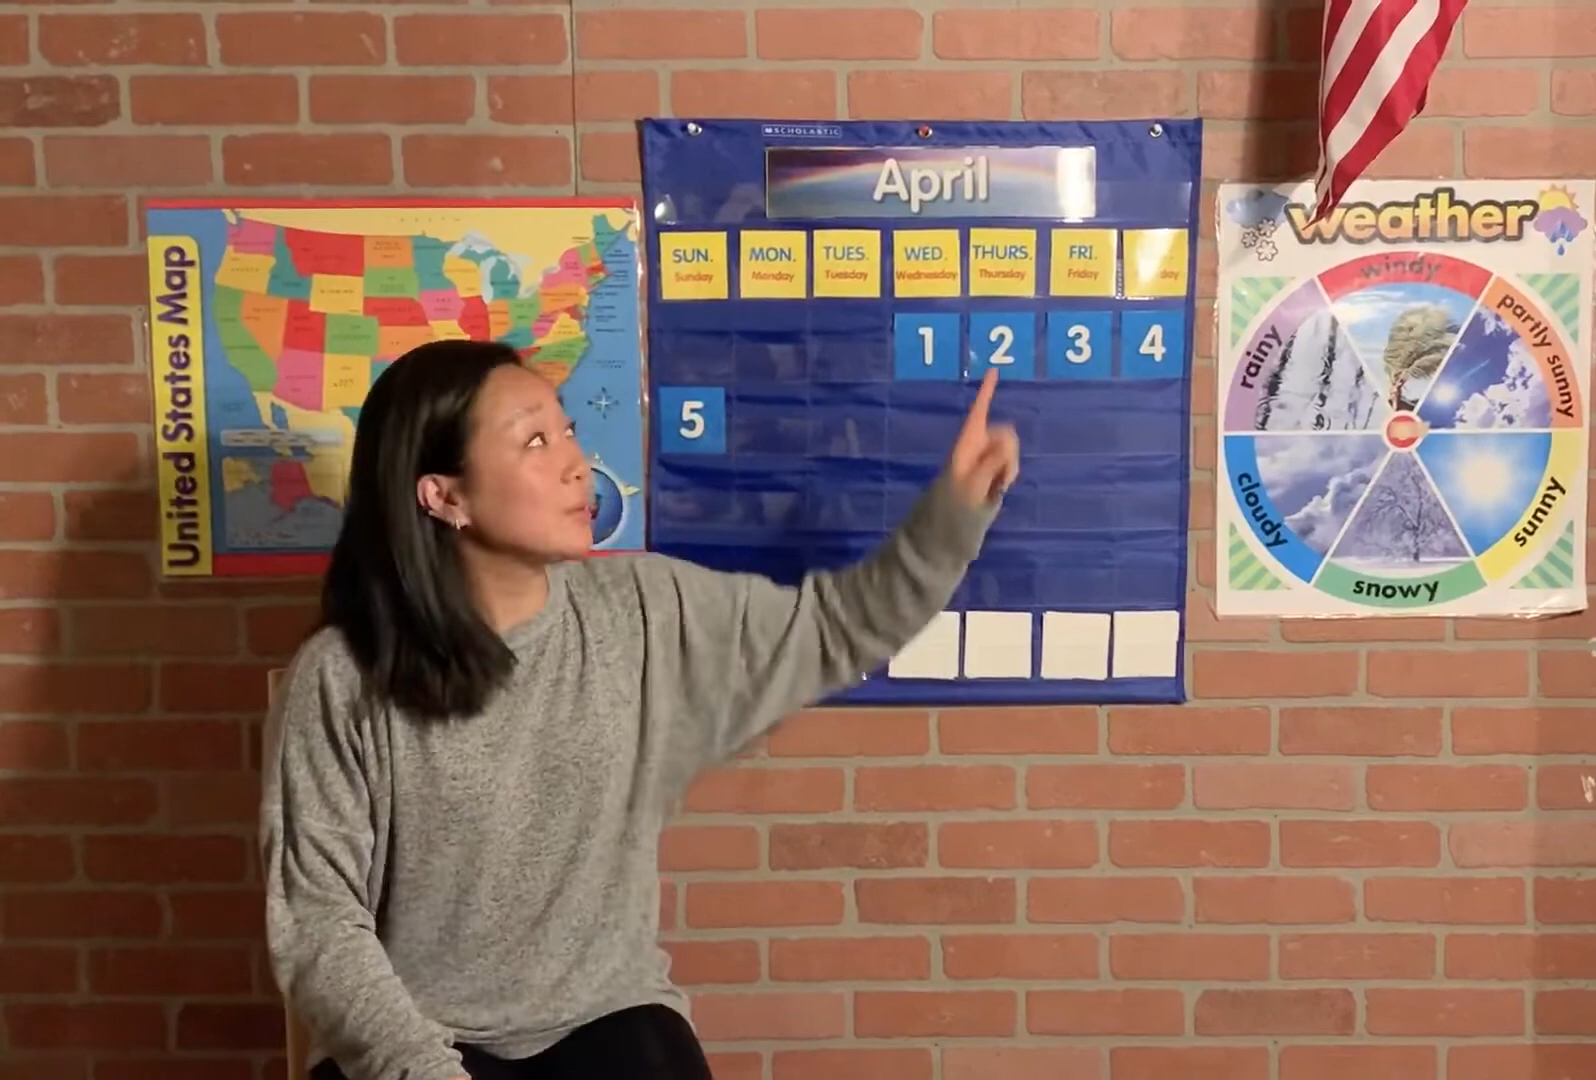 SCHOLASTIC
April
SUN.
Sunday
MON.
Monday
TUES.
Tuesday
WED.
Wednesday
THURS.
Thursday
FRI.
Friday
1
2
3
4
5
United States Map
weather
windy
partly sunny
sunny
snowy
cloudy
rainy